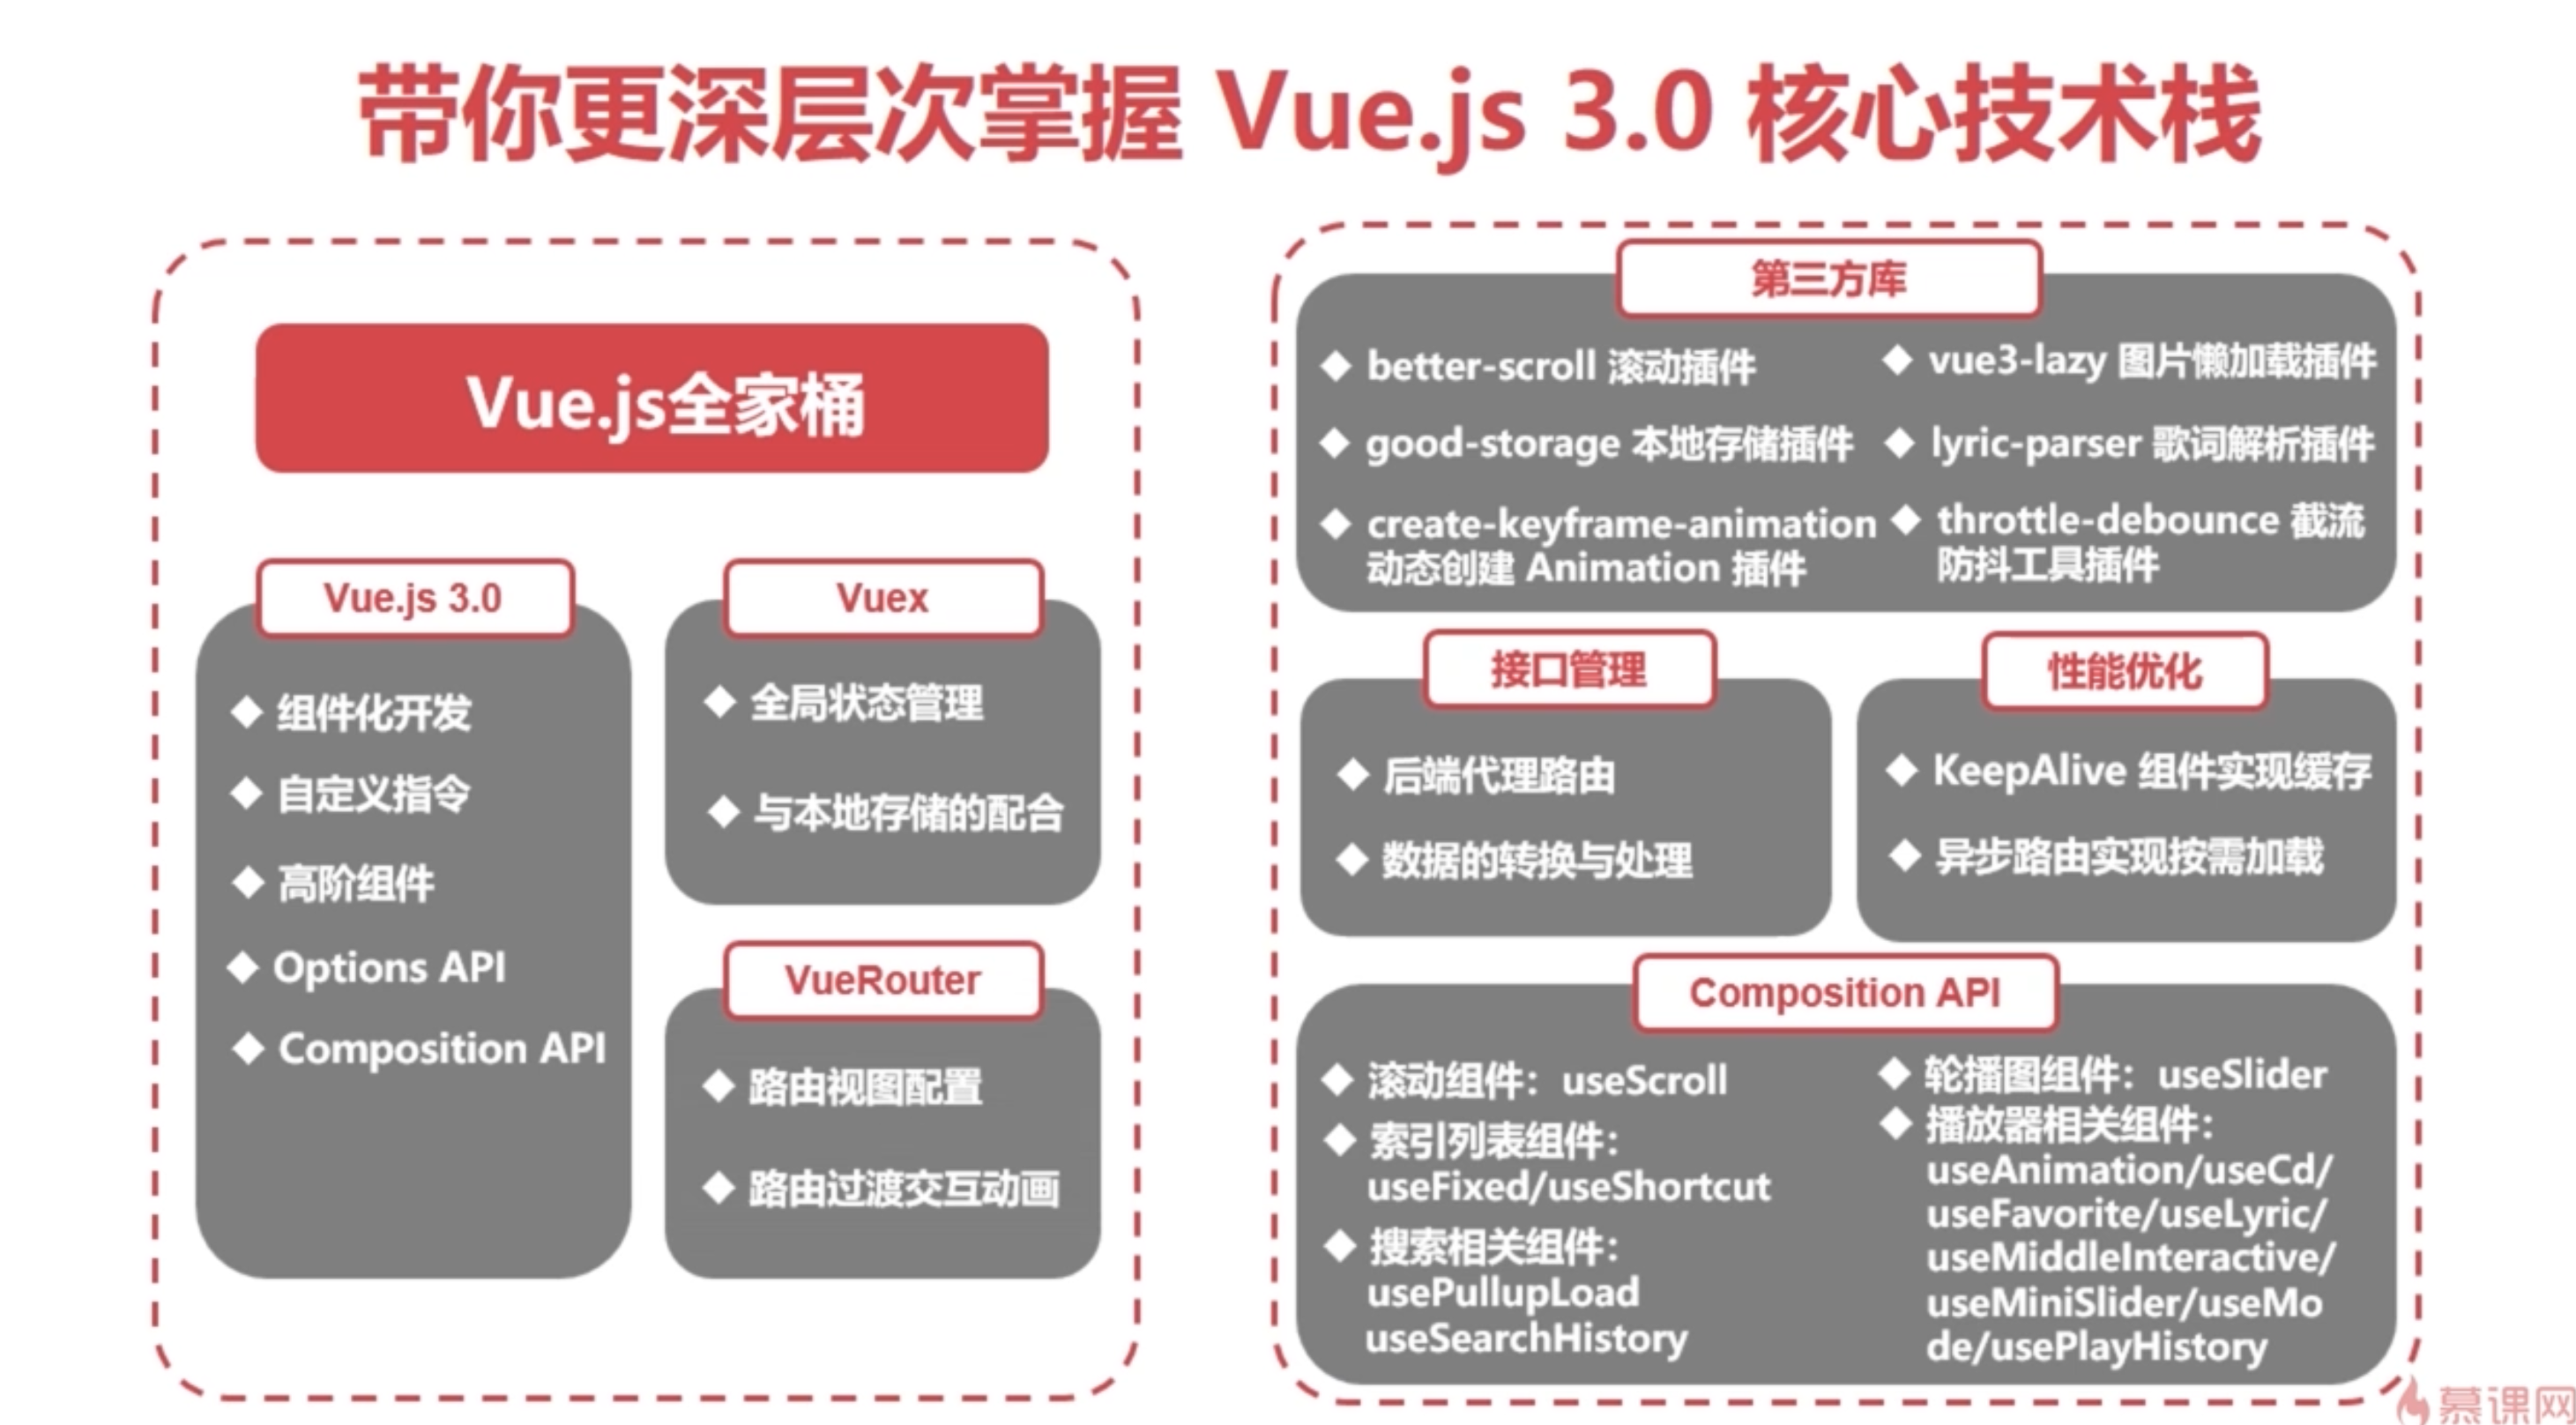 带你更深层次掌握 Vue.js 3.0 核心技术栈
Vue.js全家桶
Vue.js 3.0
组件化开发
自定义指令
高阶组件
Options API
Composition API
Vuex
全局状态管理
与本地存储的配合
VueRouter
路由视图配置
路由过渡交互动画
第三方库
better-scroll 滚动插件
good-storage 本地存储插件
create-keyframe-animation
动态创建 Animation 插件
vue3-lazy 图片懒加载插件
lyric-parser 歌词解析插件
throttle-debounce 截流
防抖工具插件
接口管理
后端代理路由
数据的转换与处理
性能优化
KeepAlive 组件实现缓存
异步路由实现按需加载
Composition API
滚动组件：useScroll
索引列表组件：
useFixed/useShortcut
搜索相关组件：
usePullupLoad
useSearchHistory
轮播图组件：useSlider
播放器相关组件：
useAnimation/useCd/
useFavorite/useLyric/
useMiddleInteractive/
useMiniSlider/useMo
de/usePlayHistory
慕课网